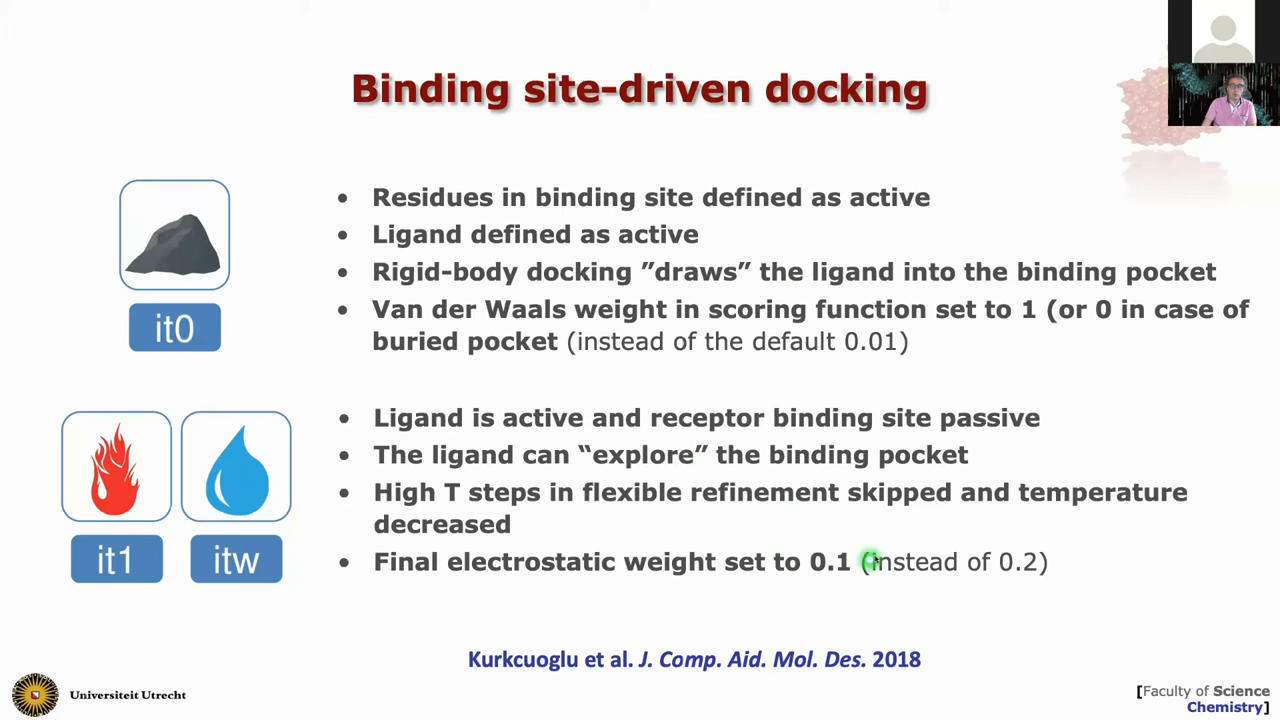 Binding site-driven docking
• Residues in binding site defined as active
• Ligand defined as active
• Rigid-body docking ”draws” the ligand into the binding pocket
• Van der Waals weight in scoring function set to 1 (or 0 in case of
buried pocket (instead of the default 0.01)
it0
• Ligand is active and receptor binding site passive
• The ligand can “explore” the binding pocket
• High T steps in flexible refinement skipped and temperature
decreased
• Final electrostatic weight set to 0.1 (instead of 0.2)
it1
itw
Kurkcuoglu et al. J. Comp. Aid. Mol. Des. 2018
Universiteit Utrecht
[Faculty of Science
Chemistry]